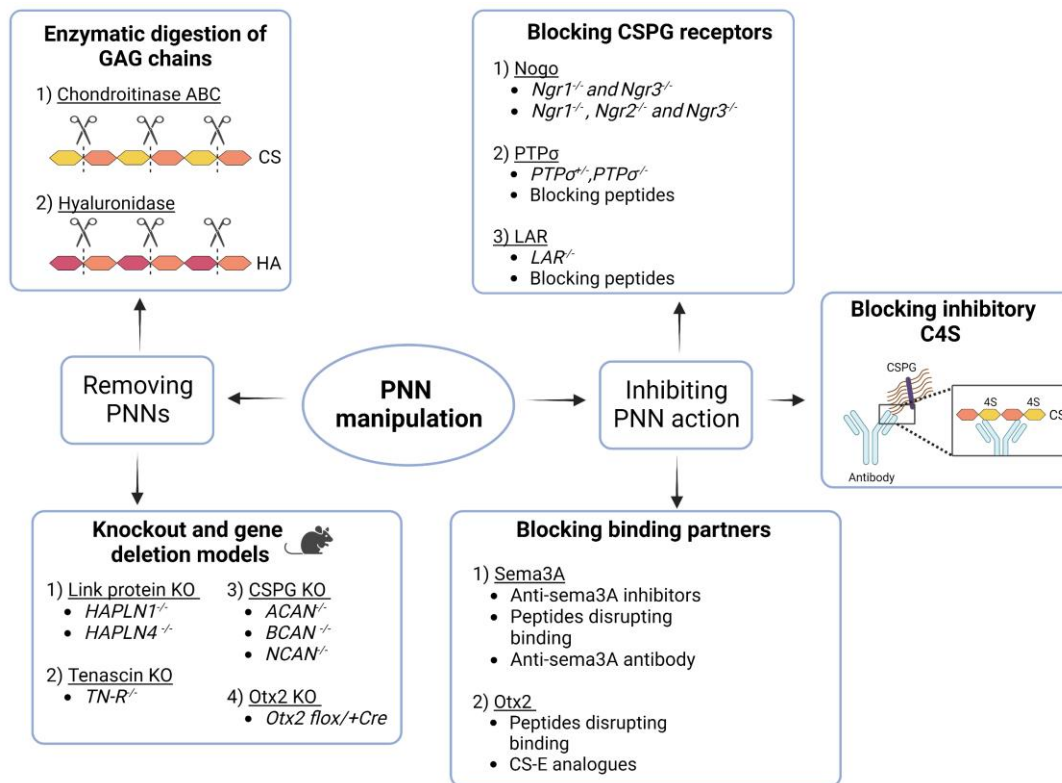 Enzymatic digestion of
GAG chains
1) Chondroitinase ABC
CS
2) Hyaluronidase
HA
Blocking CSPG receptors
1) Nogo
• Ngr1-/- and Ngr3-/-
• Ngr1-/-, Ngr2-/- and Ngr3-/-
2) PTPσ
• PTPσ+/-,PTPσ-/-
• Blocking peptides
3) LAR
• LAR-/-
• Blocking peptides
Blocking inhibitory
C4S
CSPG
4S 4S
CS
Antibody
Removing
PNNs
PNN
manipulation
Inhibiting
PNN action
Knockout and gene
deletion models
1) Link protein KO
• HAPLN1-/-
• HAPLN4 -/-
2) Tenascin KO
• TN-R-/-
3) CSPG KO
• ACAN-/-
• BCAN -/-
• NCAN-/-
4) Otx2 KO
• Otx2 flox/+Cre
Blocking binding partners
1) Sema3A
• Anti-sema3A inhibitors
• Peptides disrupting
binding
• Anti-sema3A antibody
2) Otx2
• Peptides disrupting
binding
• CS-E analogues